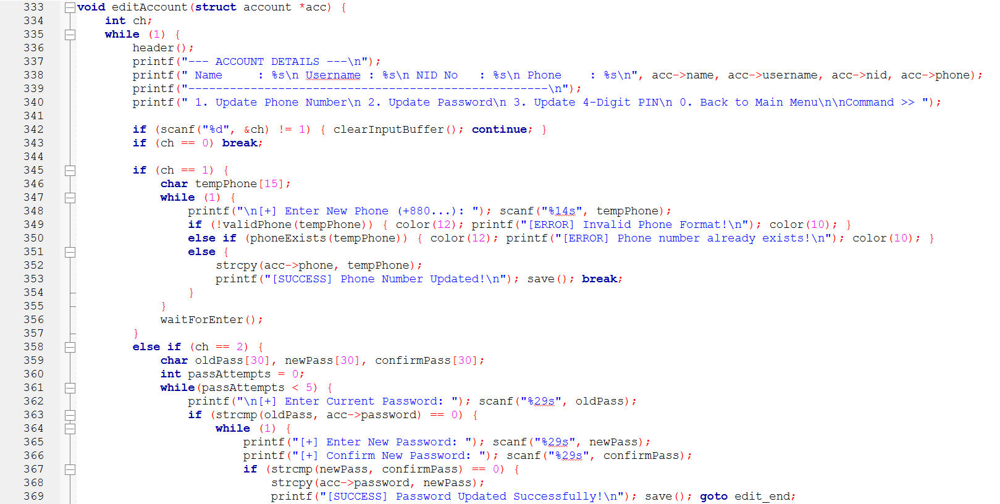 333 void editAccount(struct account *acc) {
334     int ch;
335     while (1) {
336         header();
337         printf("--- ACCOUNT DETAILS ---\n");
338         printf(" Name     : %s\n Username : %s\n NID No   : %s\n Phone    : %s\n", acc->name, acc->username, acc->nid, acc->phone);
339         printf("----------------------------------------------------\n");
340         printf(" 1. Update Phone Number\n 2. Update Password\n 3. Update 4-Digit PIN\n 0. Back to Main Menu\n\nCommand >> ");
341
342         if (scanf("%d", &ch) != 1) { clearInputBuffer(); continue; }
343         if (ch == 0) break;
344
345         if (ch == 1) {
346             char tempPhone[15];
347             while (1) {
348                 printf("\n[+] Enter New Phone (+880...): "); scanf("%14s", tempPhone);
349                 if (!validPhone(tempPhone)) { color(12); printf("[ERROR] Invalid Phone Format!\n"); color(10); }
350                 else if (phoneExists(tempPhone)) { color(12); printf("[ERROR] Phone number already exists!\n"); color(10); }
351                 else {
352                     strcpy(acc->phone, tempPhone);
353                     printf("[SUCCESS] Phone Number Updated!\n"); save(); break;
354                 }
355             }
356             waitForEnter();
357         }
358         else if (ch == 2) {
359             char oldPass[30], newPass[30], confirmPass[30];
360             int passAttempts = 0;
361             while(passAttempts < 5) {
362                 printf("\n[+] Enter Current Password: "); scanf("%29s", oldPass);
363                 if (strcmp(oldPass, acc->password) == 0) {
364                     while (1) {
365                         printf("[+] Enter New Password: "); scanf("%29s", newPass);
366                         printf("[+] Confirm New Password: "); scanf("%29s", confirmPass);
367                         if (strcmp(newPass, confirmPass) == 0) {
368                             strcpy(acc->password, newPass);
369                             printf("[SUCCESS] Password Updated Successfully!\n"); save(); goto edit_end;